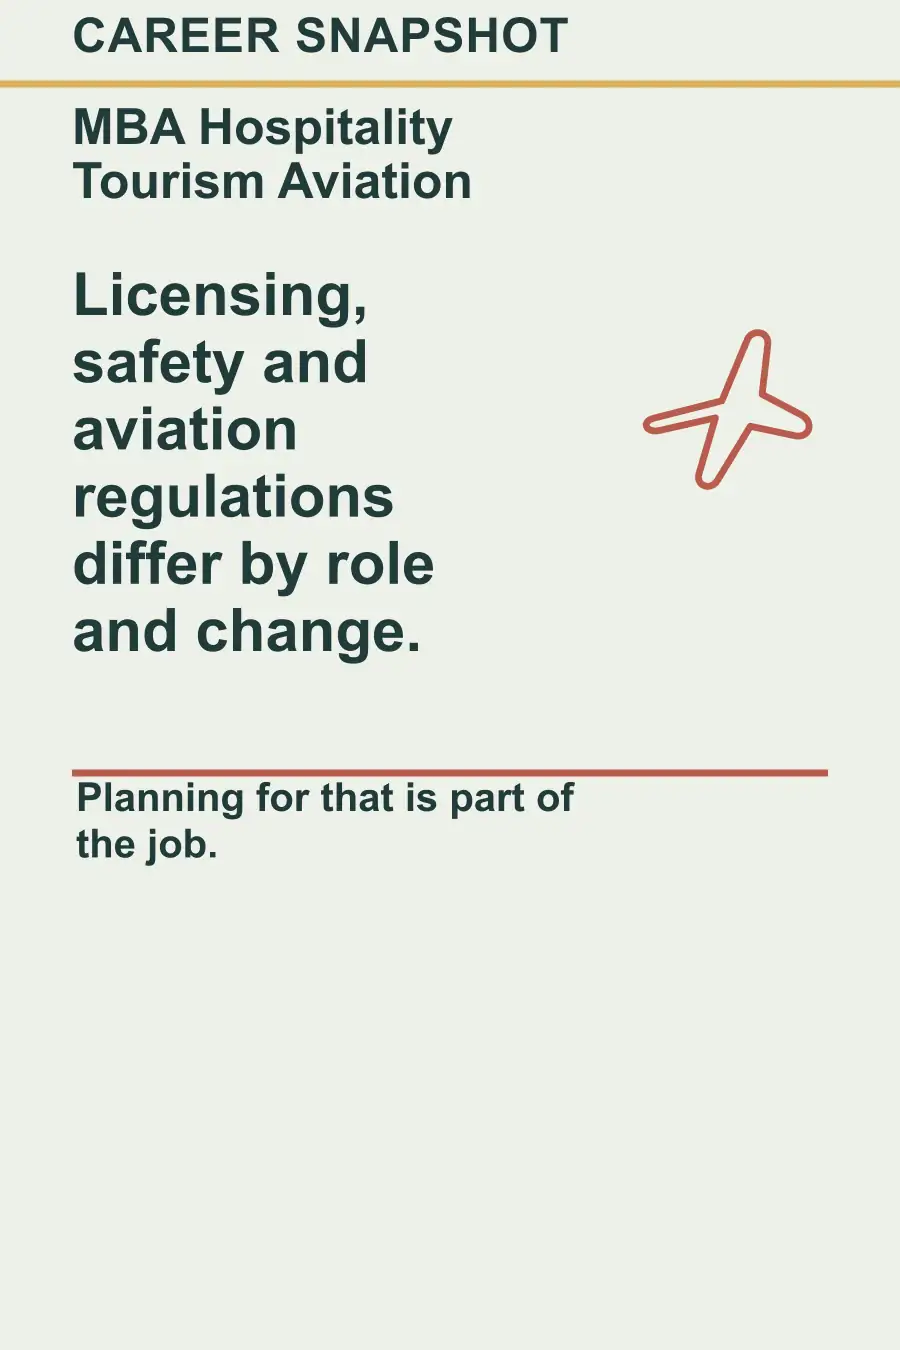 CAREER SNAPSHOT
MBA Hospitality
Tourism Aviation
Licensing,
safety and
aviation
regulations
differ by role
and change.
Planning for that is part of
the job.